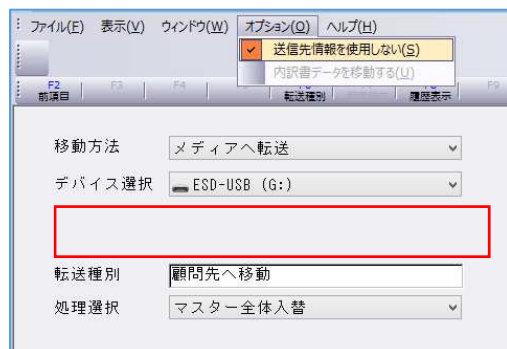 ファイル(F) 表示(V) ウィンドウ(W) オプション(O) ヘルプ(H)
送信先情報を使用しない(S)
内訳書データを移動する(U)
F2 F3 F4 F9
前項目 転送種別 履歴表示
移動方法 メディアへ転送
デバイス選択 ESD-USB (G:)
転送種別 顧問先へ移動
処理選択 マスター全体入替